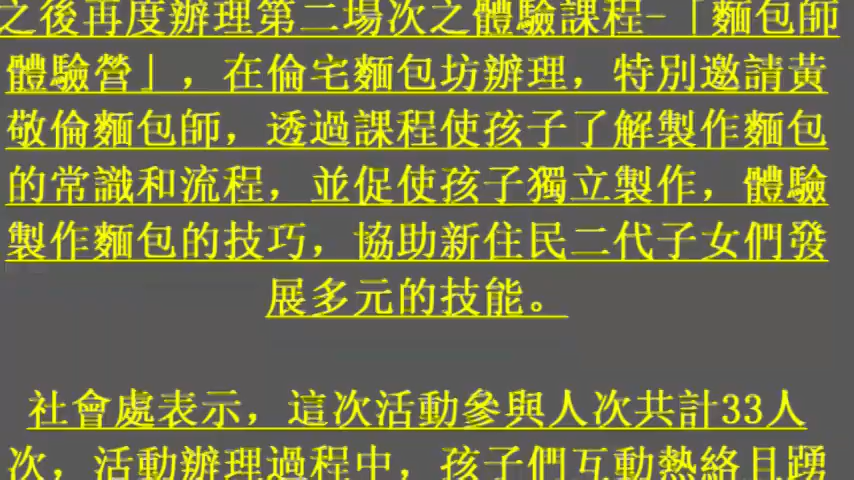 之後再度辦理第二場次之體驗課程-「麵包師
體驗營」，在倫宅麵包坊辦理，特別邀請黃
敬倫麵包師，透過課程使孩子了解製作麵包
的常識和流程，並促使孩子獨立製作，體驗
製作麵包的技巧，協助新住民二代子女們發
展多元的技能。
社會處表示，這次活動參與人次共計33人
次，活動辦理過程中，孩子們互動熱絡且踴